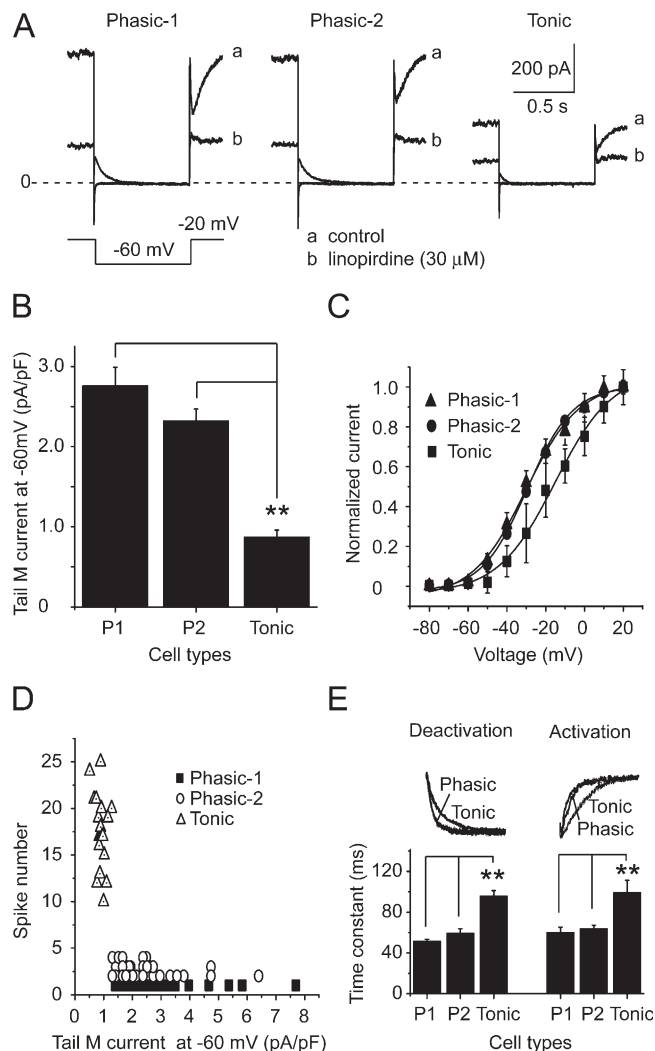 A
Phasic-1
Phasic-2
Tonic
a
b
a
b
200 pA
0.5 s
a
b
0
-20 mV
-60 mV
a control
b linopirdine (30 μM)
B
Tail M current at -60mV (pA/pF)
3.0
2.0
1.0
0
**
P1
P2
Tonic
Cell types
C
Normalized current
1.0
0.8
0.6
0.4
0.2
0
Phasic-1
Phasic-2
Tonic
-80
-60
-40
-20
0
20
Voltage (mV)
D
Spike number
25
20
15
10
5
0
Phasic-1
Phasic-2
Tonic
0
1
2
3
4
5
6
7
8
Tail M current at -60 mV (pA/pF)
E
Deactivation
Activation
Phasic
Tonic
Tonic
Phasic
Time constant (ms)
120
90
60
30
0
**
**
P1
P2
Tonic
P1
P2
Tonic
Cell types